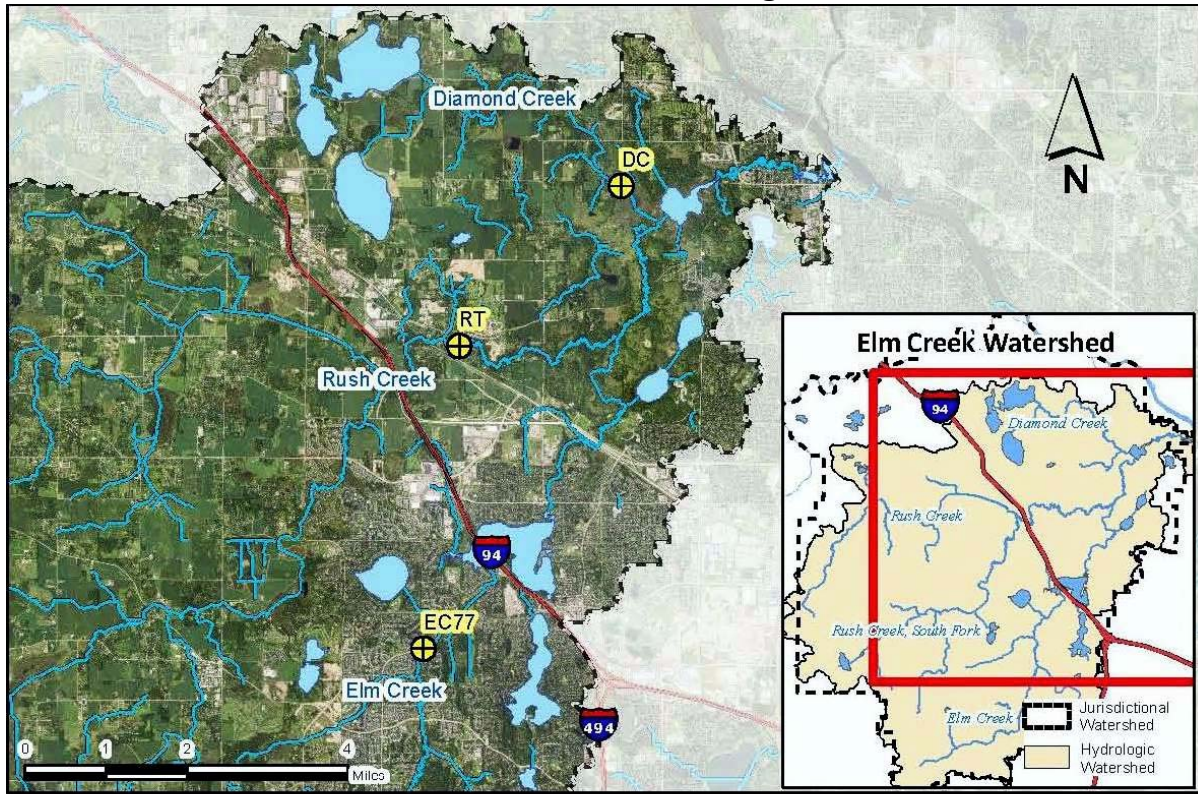 Diamond Creek
DC
N
RT
Rush Creek
94
EC77
Elm Creek
494
0 1 2 4
Miles
Elm Creek Watershed
94
Diamond Creek
Rush Creek
Rush Creek, South Fork
Elm Creek
Jurisdictional
Watershed
Hydrologic
Watershed